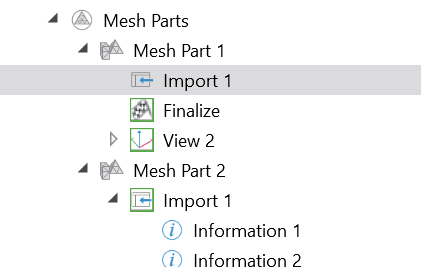 Mesh Parts
Mesh Part 1
Import 1
Finalize
View 2
Mesh Part 2
Import 1
Information 1
Information 2